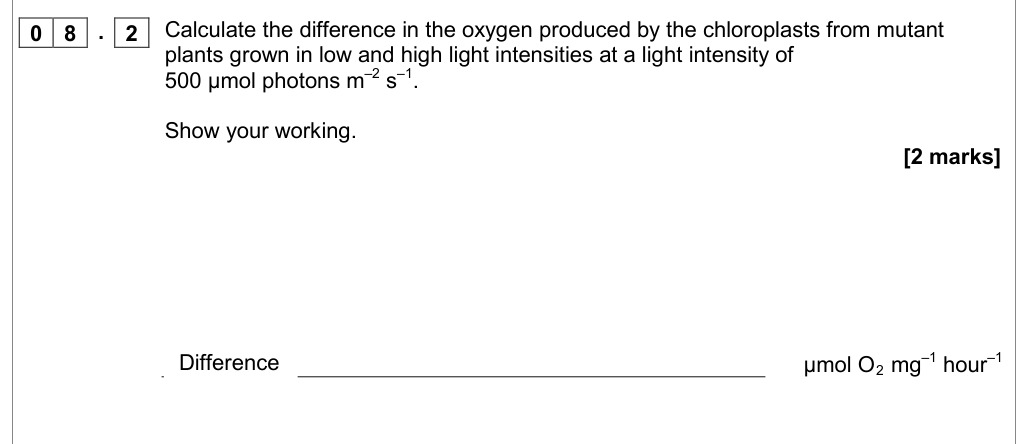 0 8 . 2 Calculate the difference in the oxygen produced by the chloroplasts from mutant
plants grown in low and high light intensities at a light intensity of
500 µmol photons m⁻² s⁻¹.
Show your working.
[2 marks]
Difference ______________________ µmol O₂ mg⁻¹ hour⁻¹